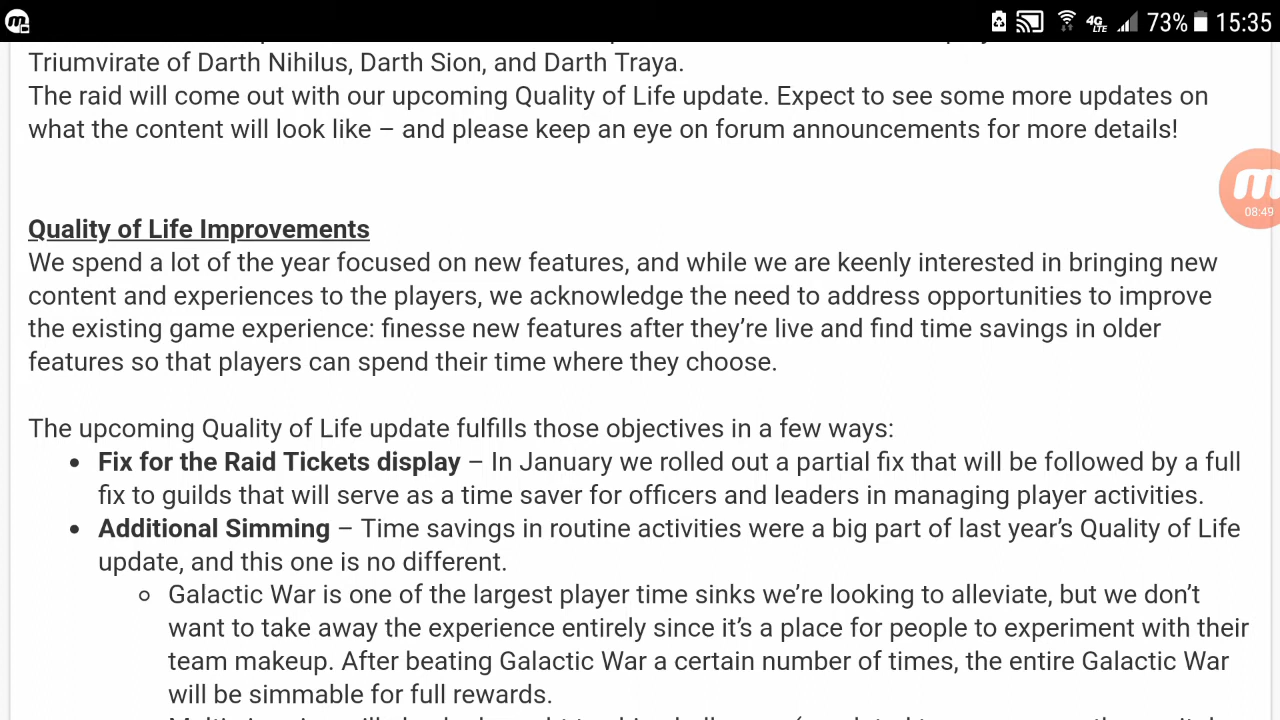 4G
LTE
73%
15:35
Triumvirate of Darth Nihilus, Darth Sion, and Darth Traya.
The raid will come out with our upcoming Quality of Life update. Expect to see some more updates on
what the content will look like – and please keep an eye on forum announcements for more details!
m
08:49
Quality of Life Improvements
We spend a lot of the year focused on new features, and while we are keenly interested in bringing new
content and experiences to the players, we acknowledge the need to address opportunities to improve
the existing game experience: finesse new features after they’re live and find time savings in older
features so that players can spend their time where they choose.
The upcoming Quality of Life update fulfills those objectives in a few ways:
• Fix for the Raid Tickets display – In January we rolled out a partial fix that will be followed by a full
fix to guilds that will serve as a time saver for officers and leaders in managing player activities.
• Additional Simming – Time savings in routine activities were a big part of last year’s Quality of Life
update, and this one is no different.
◦ Galactic War is one of the largest player time sinks we’re looking to alleviate, but we don’t
want to take away the experience entirely since it’s a place for people to experiment with their
team makeup. After beating Galactic War a certain number of times, the entire Galactic War
will be simmable for full rewards.